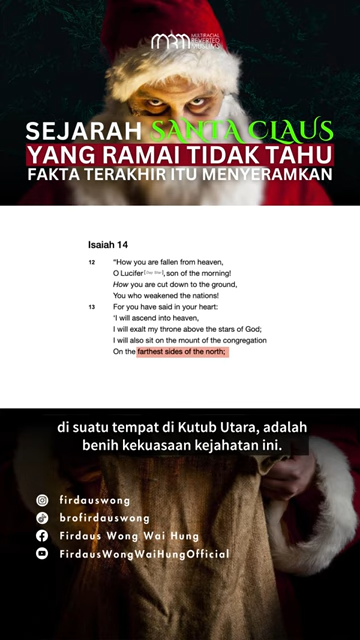 mrm MULTIRACIAL
REVERTED
MUSLIMS
SEJARAH SANTA CLAUS
YANG RAMAI TIDAK TAHU
FAKTA TERAKHIR ITU MENYERAMKAN
Isaiah 14
12 "How you are fallen from heaven,
O Lucifer, son of the morning!
How you are cut down to the ground,
You who weakened the nations!
13 For you have said in your heart:
'I will ascend into heaven,
I will exalt my throne above the stars of God;
I will also sit on the mount of the congregation
On the farthest sides of the north;
di suatu tempat di Kutub Utara, adalah
benih kekuasaan kejahatan ini.
firdauswong
brofirdauswong
Firdaus Wong Wai Hung
FirdausWongWaiHungOfficial